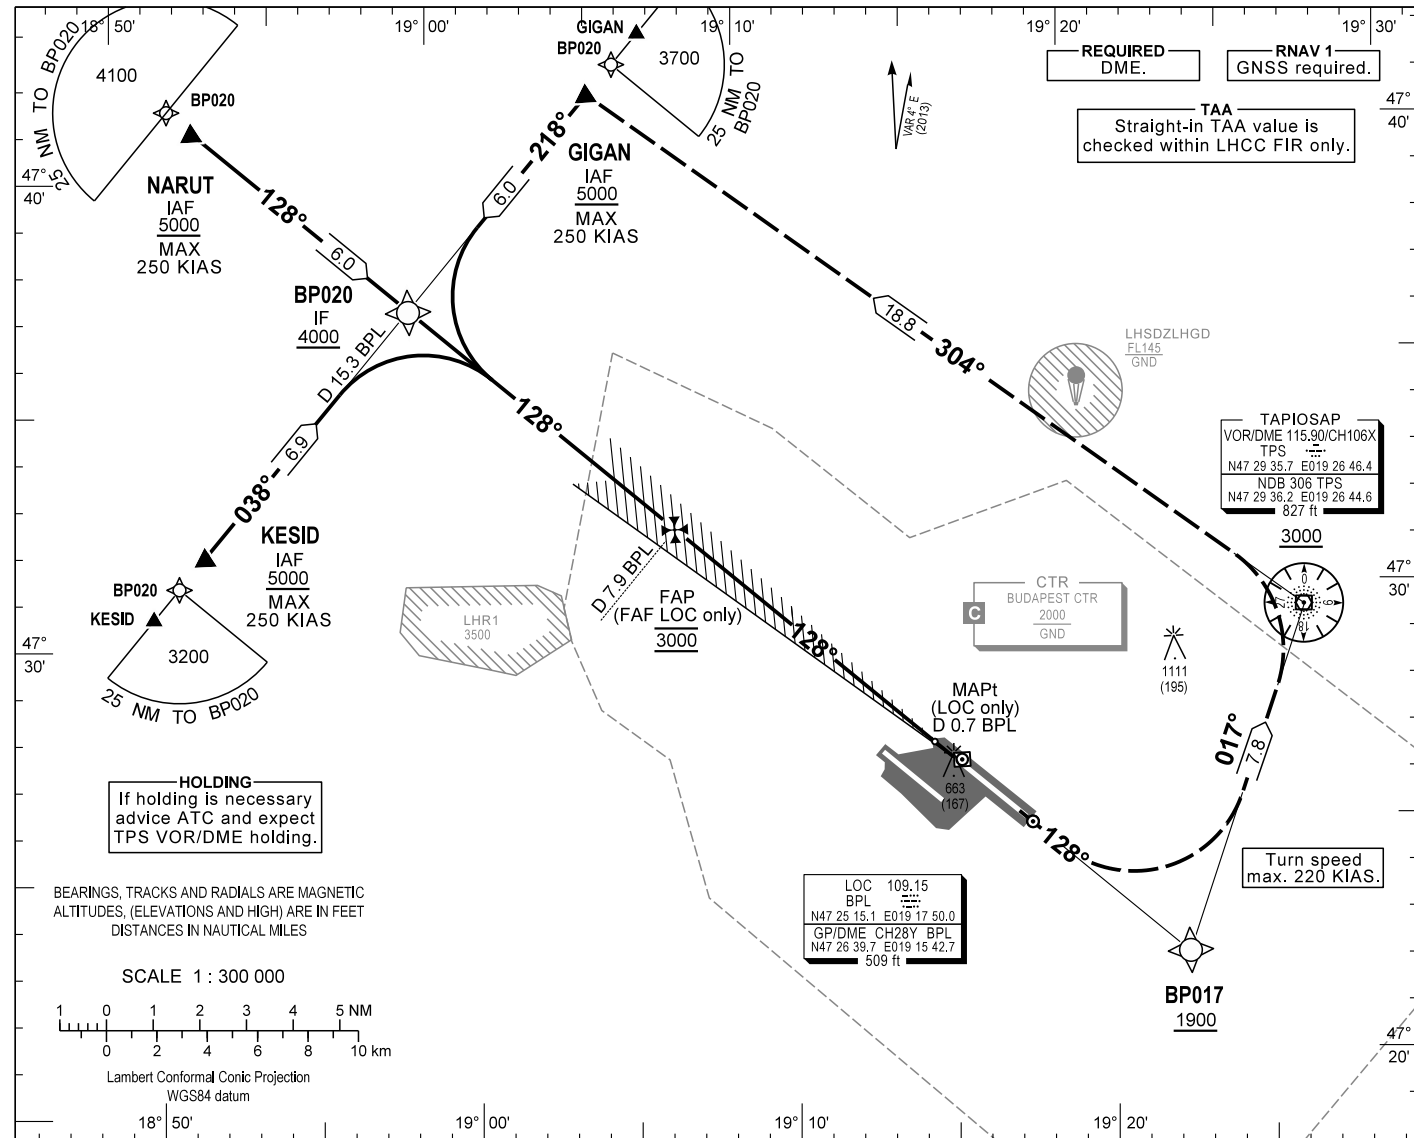 18° 50'
19° 00'
19° 10'
19° 20'
19° 30'
GIGAN
BP020
3700
25 NM TO
BP020
4100
BP020
25 NM TO BP020
VAR 4° E
(2013)
REQUIRED
DME.
RNAV 1
GNSS required.
TAA
Straight-in TAA value is
checked within LHCC FIR only.
47°
40'
47°
40'
NARUT
IAF
5000
MAX
250 KIAS
128°
6.0
218°
6.0
GIGAN
IAF
5000
MAX
250 KIAS
BP020
IF
4000
D 15.3 BPL
18.8
304°
LHSDZLHGD
FL145
GND
128°
6.9
038°
TAPIOSAP
VOR/DME 115.90/CH106X
TPS
N47 29 35.7 E019 26 46.4
NDB 306 TPS
N47 29 36.2 E019 26 44.6
827 ft
3000
KESID
IAF
5000
MAX
250 KIAS
BP020
KESID
3200
25 NM TO BP020
D 7.9 BPL
FAP
(FAF LOC only)
3000
LHR1
3500
CTR
BUDAPEST CTR
C
2000
GND
0
9
18
27
47°
30'
47°
30'
128°
1111
(195)
MAPt
(LOC only)
D 0.7 BPL
663
(167)
017°
7.8
128°
HOLDING
If holding is necessary
advice ATC and expect
TPS VOR/DME holding.
Turn speed
max. 220 KIAS.
LOC 109.15
BPL
N47 25 15.1 E019 17 50.0
GP/DME CH28Y BPL
N47 26 39.7 E019 15 42.7
509 ft
BEARINGS, TRACKS AND RADIALS ARE MAGNETIC
ALTITUDES, (ELEVATIONS AND HIGH) ARE IN FEET
DISTANCES IN NAUTICAL MILES
BP017
1900
SCALE 1 : 300 000
1 0 1 2 3 4 5 NM
0 2 4 6 8 10 km
Lambert Conformal Conic Projection
WGS84 datum
47°
20'
18° 50'
19° 00'
19° 10'
19° 20'